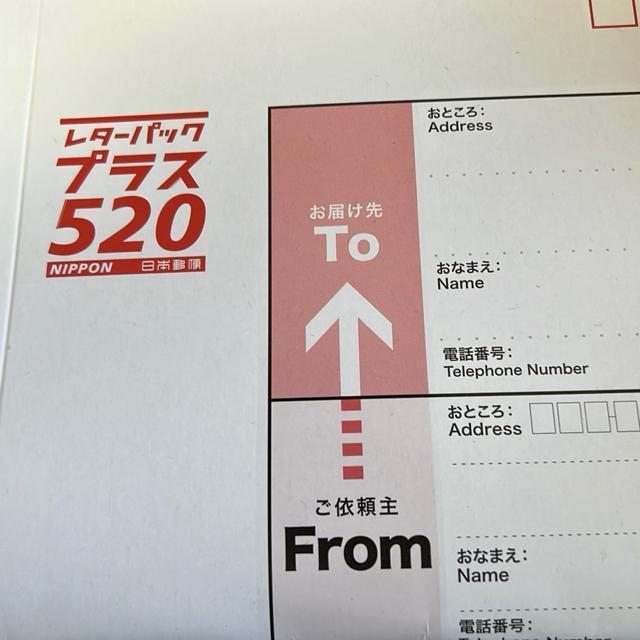 レターパック
プラス
520
NIPPON 日本郵便
お届け先
To
おところ:
Address
おなまえ:
Name
電話番号:
Telephone Number
ご依頼主
From
おところ:
Address
おなまえ:
Name
電話番号: